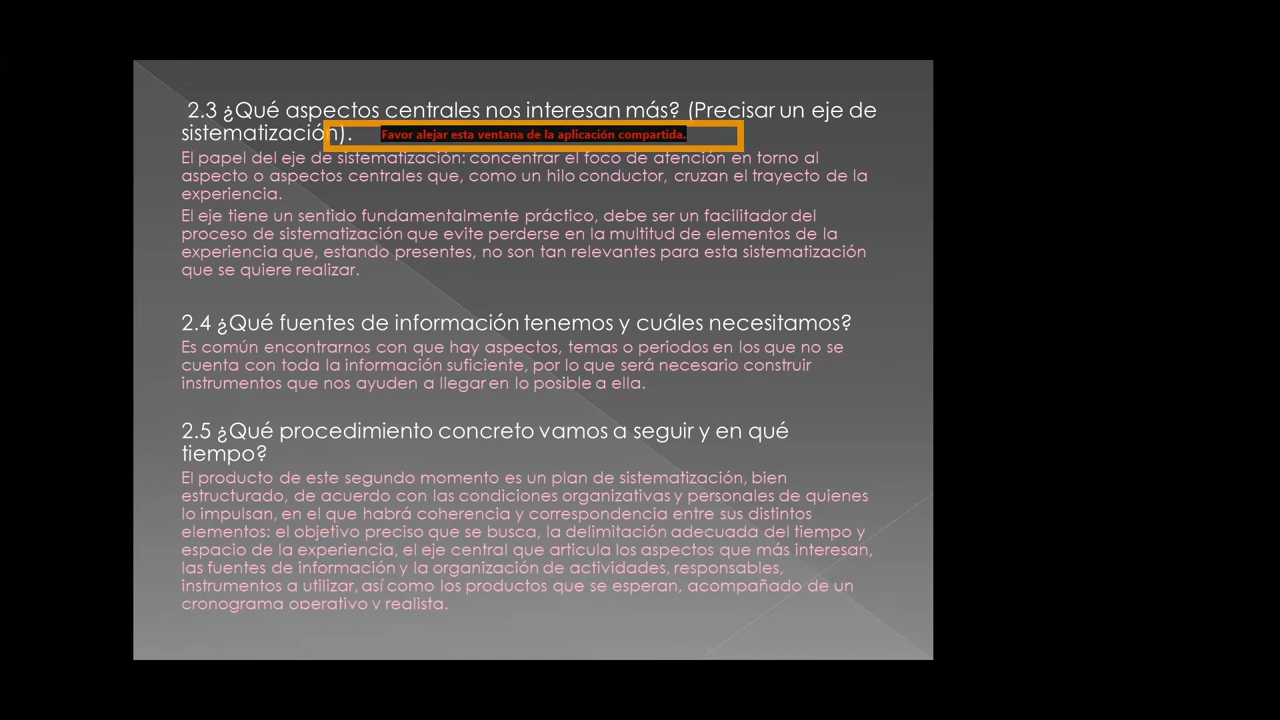 2.3 ¿Qué aspectos centrales nos interesan más? (Precisar un eje de
sistematización).
Favor alejar esta ventana de la aplicación compartida.
El papel del eje de sistematización: concentrar el foco de atención en torno al
aspecto o aspectos centrales que, como un hilo conductor, cruzan el trayecto de la
experiencia.
El eje tiene un sentido fundamentalmente práctico, debe ser un facilitador del
proceso de sistematización que evite perderse en la multitud de elementos de la
experiencia que, estando presentes, no son tan relevantes para esta sistematización
que se quiere realizar.
2.4 ¿Qué fuentes de información tenemos y cuáles necesitamos?
Es común encontrarnos con que hay aspectos, temas o periodos en los que no se
cuenta con toda la información suficiente, por lo que será necesario construir
instrumentos que nos ayuden a llegar en lo posible a ella.
2.5 ¿Qué procedimiento concreto vamos a seguir y en qué
tiempo?
El producto de este segundo momento es un plan de sistematización, bien
estructurado, de acuerdo con las condiciones organizativas y personales de quienes
lo impulsan, en el que habrá coherencia y correspondencia entre sus distintos
elementos: el objetivo preciso que se busca, la delimitación adecuada del tiempo y
espacio de la experiencia, el eje central que articula los aspectos que más interesan,
las fuentes de información y la organización de actividades, responsables,
instrumentos a utilizar, así como los productos que se esperan, acompañado de un
cronograma operativo y realista.